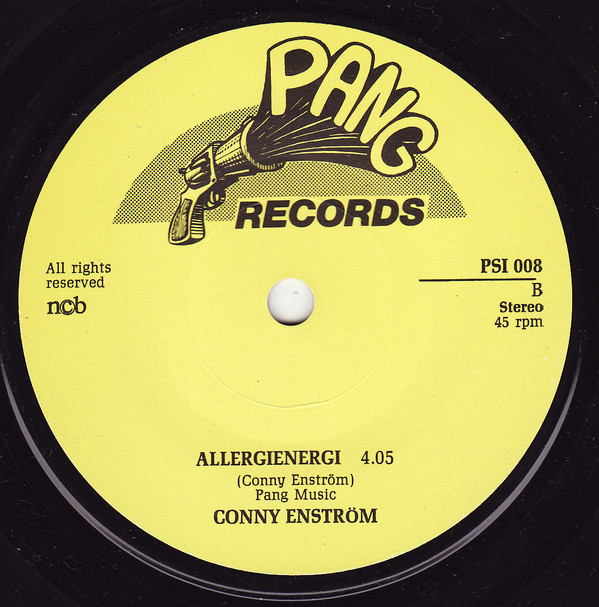 PANG
RECORDS
All rights
reserved
ncb
PSI 008
B
Stereo
45 rpm
ALLERGIENERGI 4.05
(Conny Enström)
Pang Music
CONNY ENSTRÖM